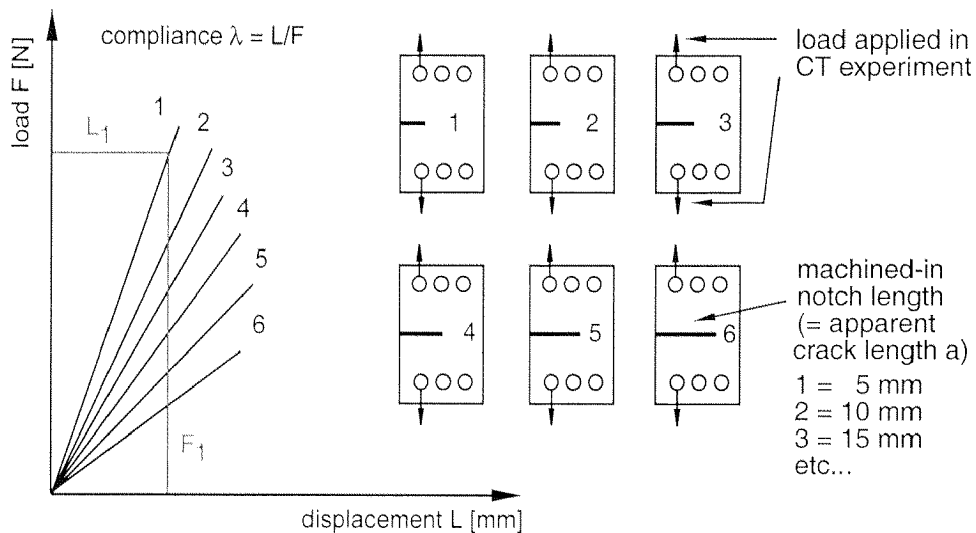 compliance λ = L/F
load F [N]
L1
F1
1
2
3
4
5
6
displacement L [mm]
1
2
3
load applied in
CT experiment
4
5
6
machined-in
notch length
(= apparent
crack length a)
1 = 5 mm
2 = 10 mm
3 = 15 mm
etc...